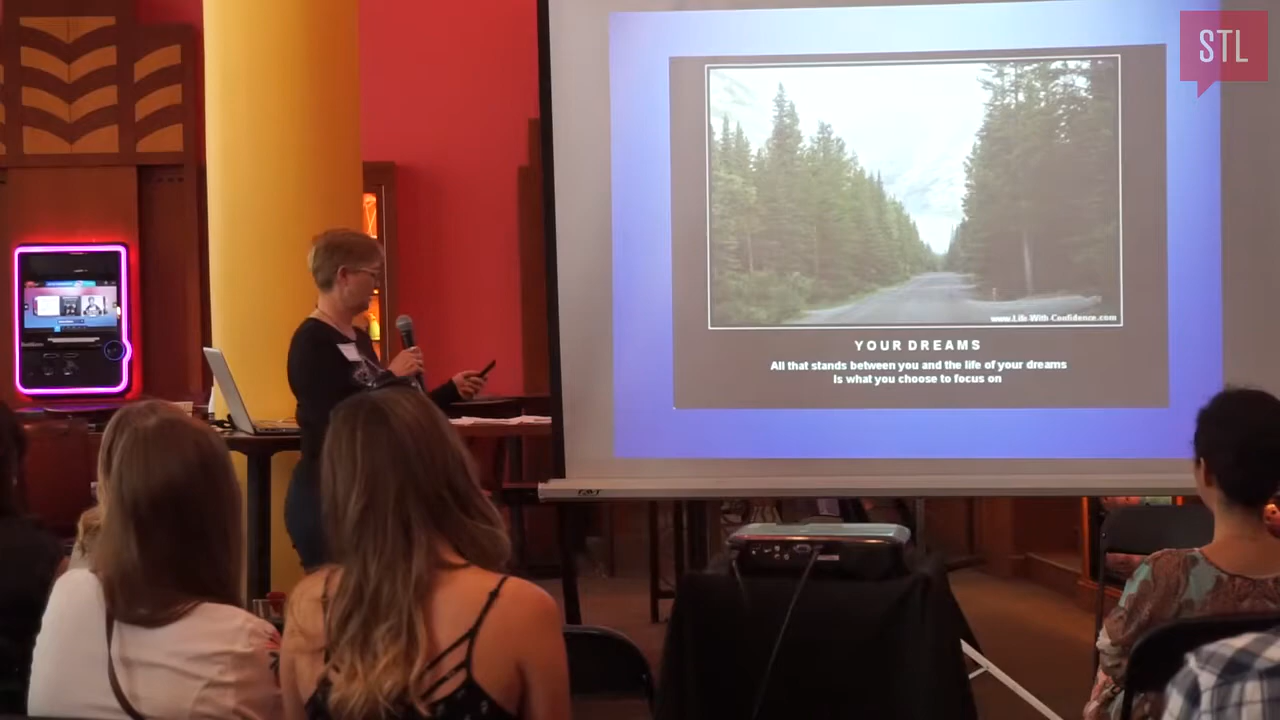 STL
www.Life-With-Confidence.com
YOUR DREAMS
All that stands between you and the life of your dreams
Is what you choose to focus on